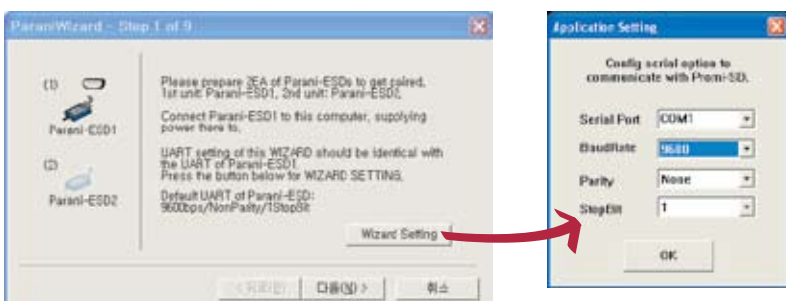 ParaniWizard - Step 1 of 9
(1)
Parani-ESD1
(2)
Parani-ESD2
Please prepare 2EA of Parani-ESDs to get paired.
1st unit: Parani-ESD1, 2nd unit: Parani-ESD2.
Connect Parani-ESD1 to this computer, supplying
power there to.
UART setting of this WIZARD should be identical with
the UART of Parani-ESD1.
Press the button below for WIZARD SETTING.
Default UART of Parani-ESD:
9600bps/NonParity/1StopBit
Wizard Setting
다음(N) >
취소
Application Setting
Config serial option to
communicate with Promi-SD.
Serial Port COM1
BaudRate 9600
Parity None
StopBit 1
OK